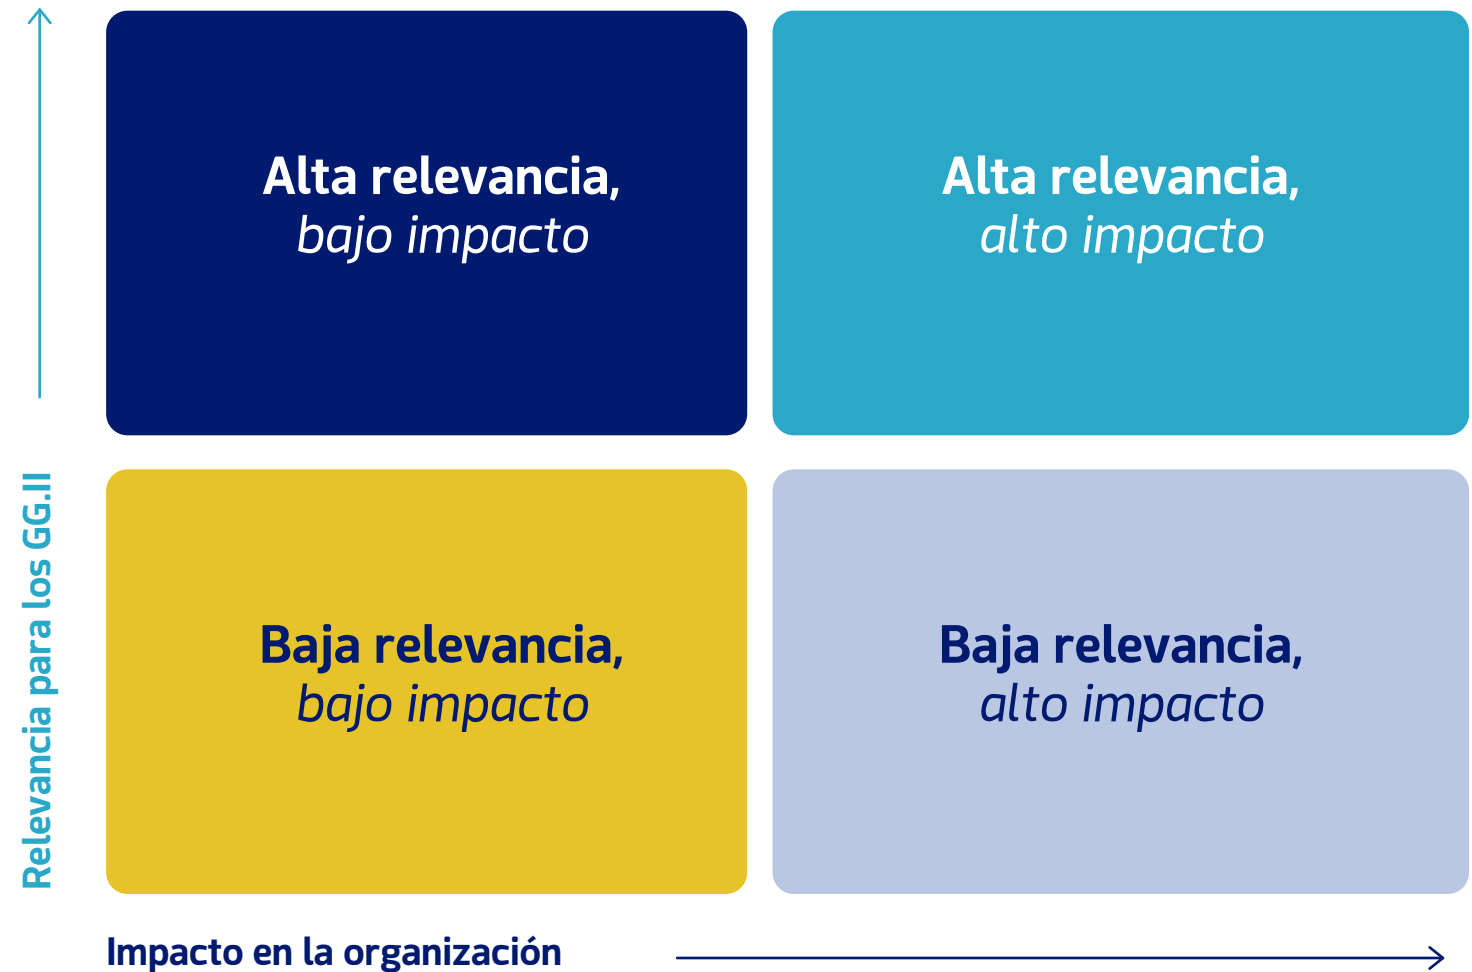 Alta relevancia,
bajo impacto
Alta relevancia,
alto impacto
Relevancia para los GG.II
Baja relevancia,
bajo impacto
Baja relevancia,
alto impacto
Impacto en la organización